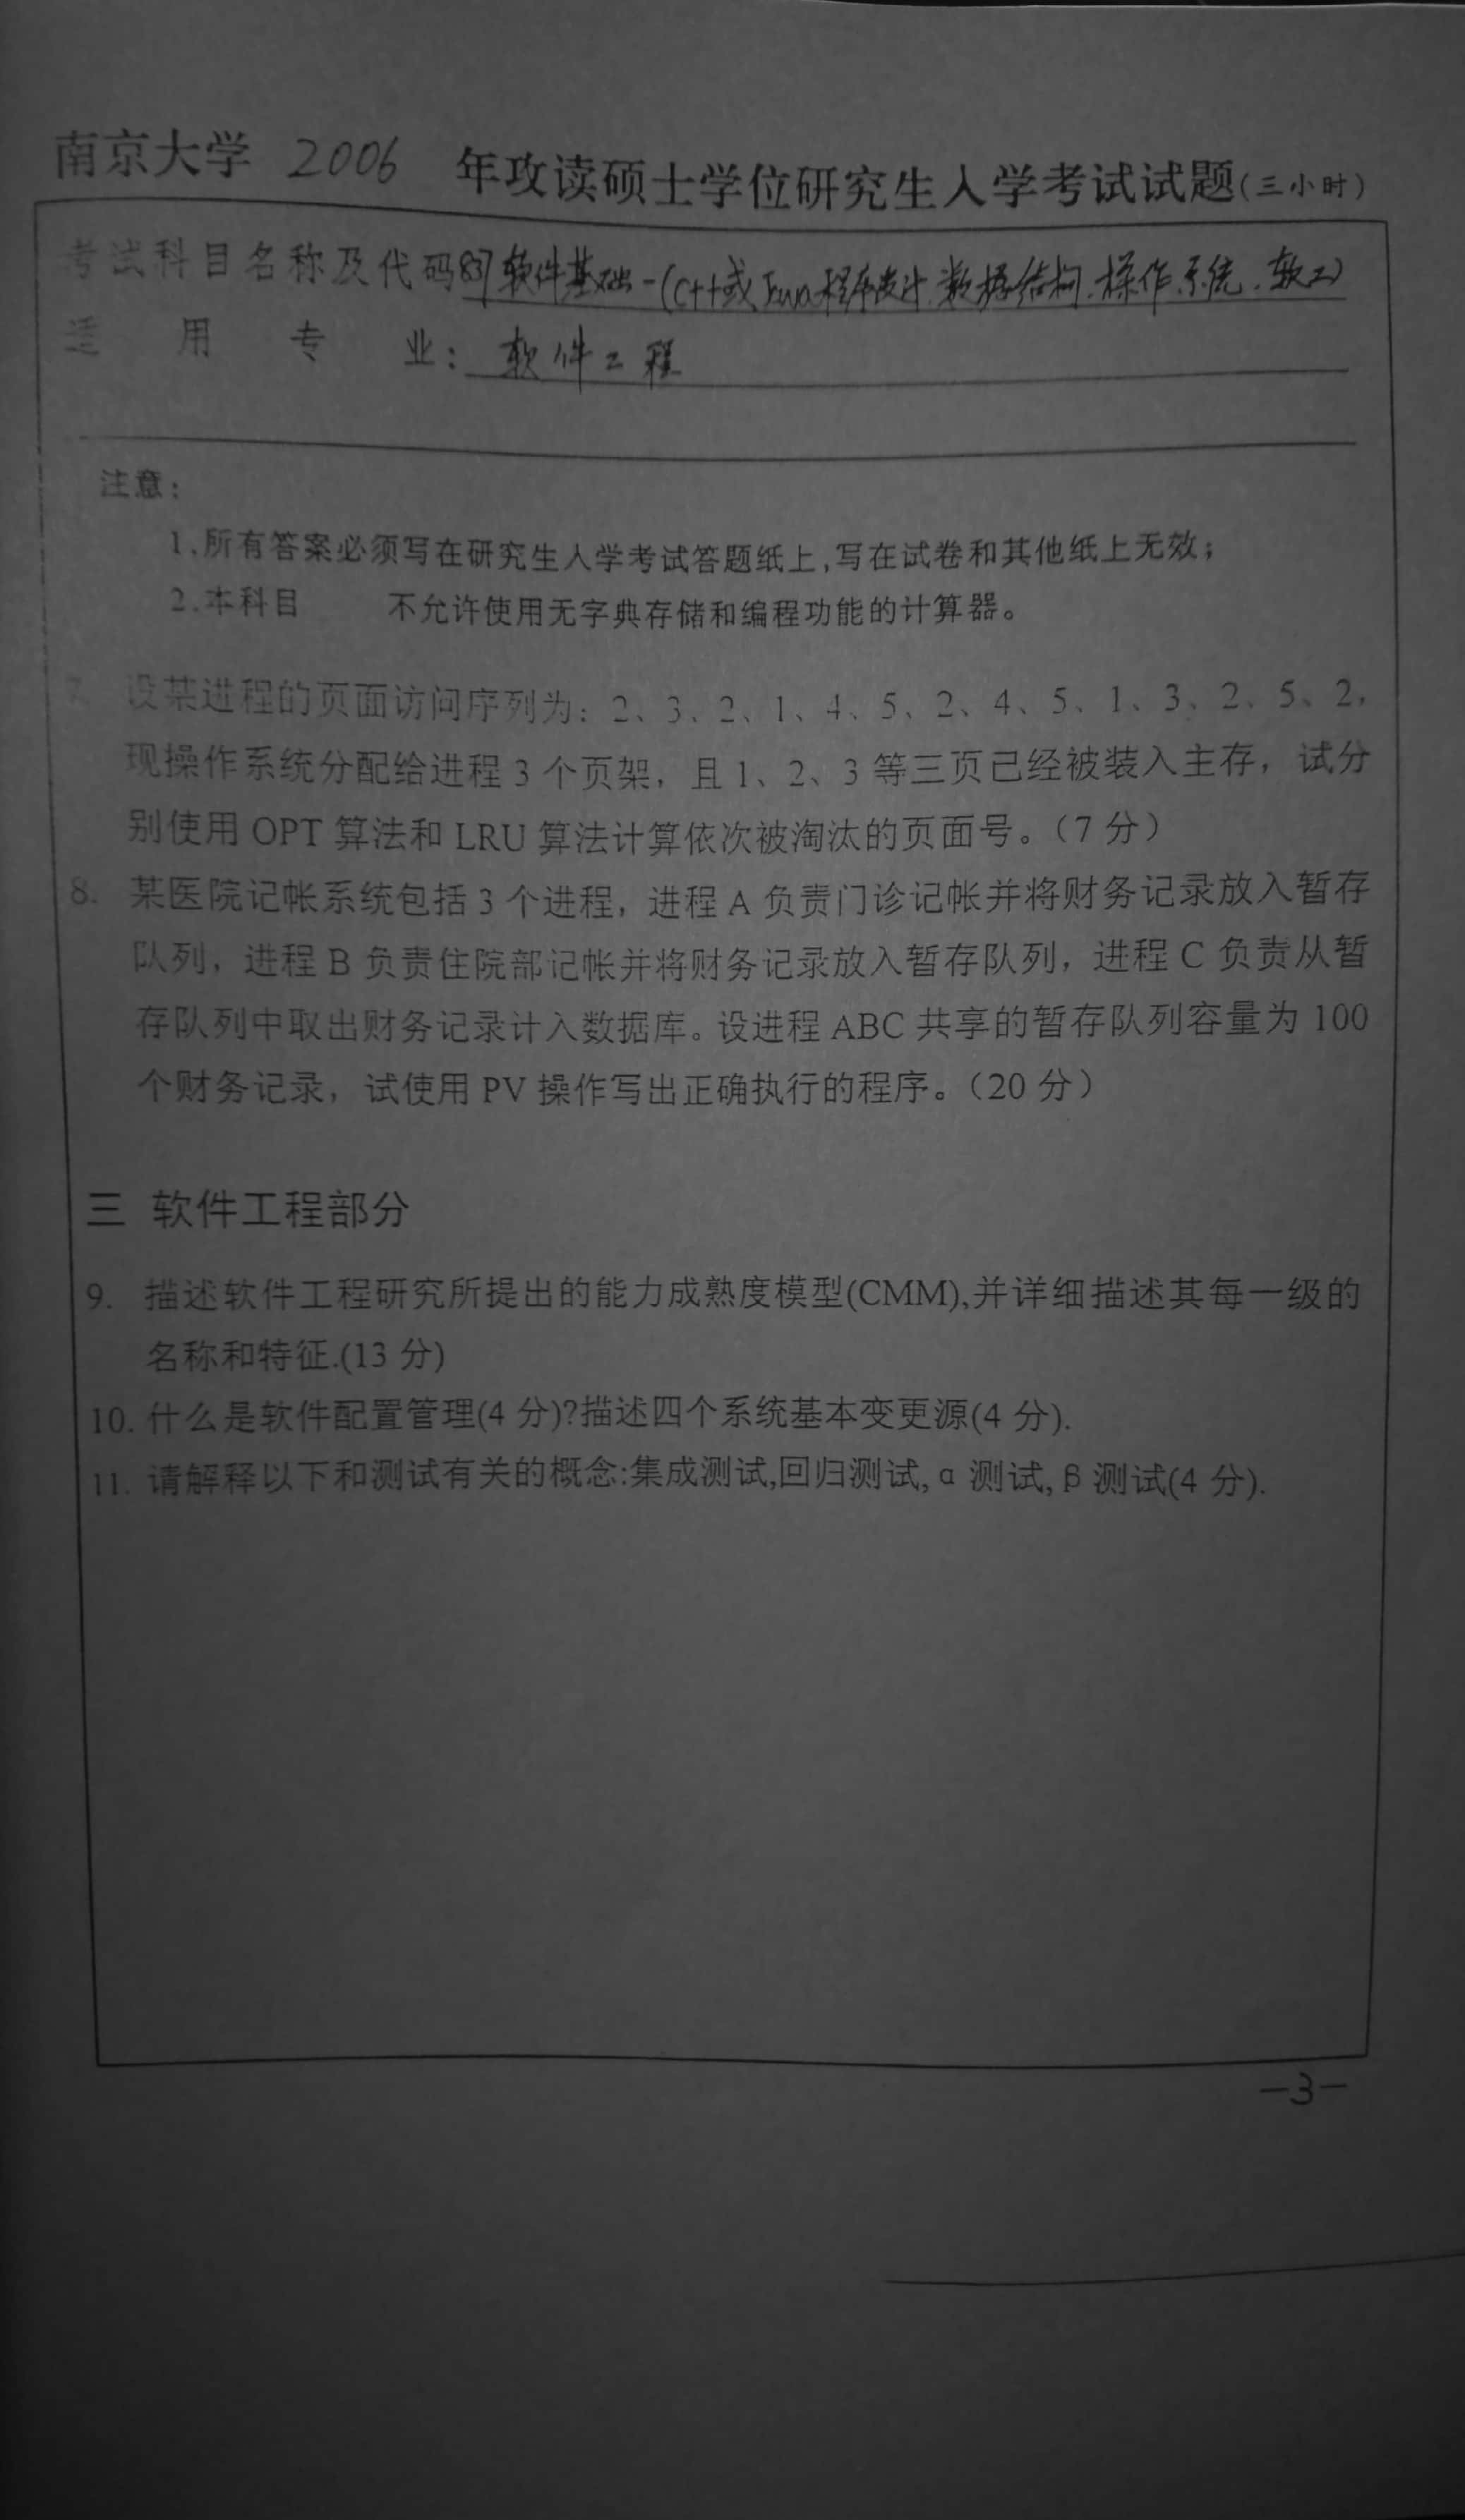 南京大学 2006 年攻读硕士学位研究生入学考试试题(三小时)
考试科目名称及代码 837 软件基础一(C++或Java程序设计、数据结构、操作系统、软工)
适用专业: 软件工程
注意:
1.所有答案必须写在研究生入学考试答题纸上,写在试卷和其他纸上无效;
2.本科目 不允许使用无字典存储和编程功能的计算器。
7. 设某进程的页面访问序列为:2、3、2、1、4、5、2、4、5、1、3、2、5、2,
现操作系统分配给进程 3 个页架,且 1、2、3 等三页已经被装入主存,试分
别使用 OPT 算法和 LRU 算法计算依次被淘汰的页面号。(7 分)
8. 某医院记帐系统包括 3 个进程,进程 A 负责门诊记帐并将财务记录放入暂存
队列,进程 B 负责住院部记帐并将财务记录放入暂存队列,进程 C 负责从暂
存队列中取出财务记录计入数据库。设进程 ABC 共享的暂存队列容量为 100
个财务记录,试使用 PV 操作写出正确执行的程序。(20 分)
三 软件工程部分
9. 描述软件工程研究所提出的能力成熟度模型(CMM),并详细描述其每一级的
名称和特征.(13 分)
10. 什么是软件配置管理(4 分)?描述四个系统基本变更源(4 分).
11. 请解释以下和测试有关的概念:集成测试,回归测试,α 测试,β 测试(4 分).
-3-